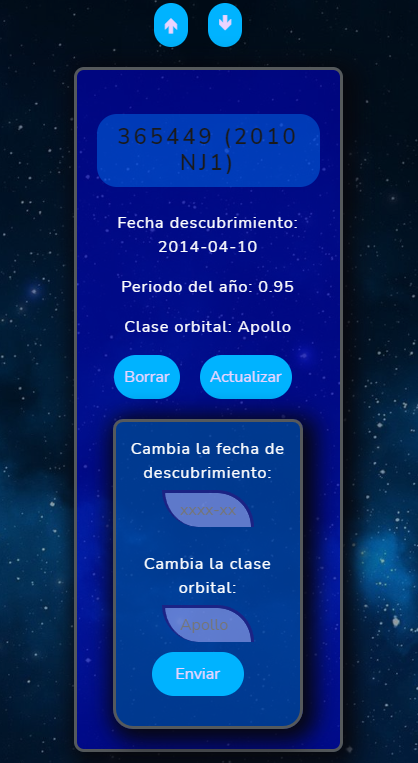 365449 (2010
NJ1)
Fecha descubrimiento:
2014-04-10
Periodo del año: 0.95
Clase orbital: Apollo
Borrar
Actualizar
Cambia la fecha de
descubrimiento:
Cambia la clase
orbital:
Apollo
Enviar